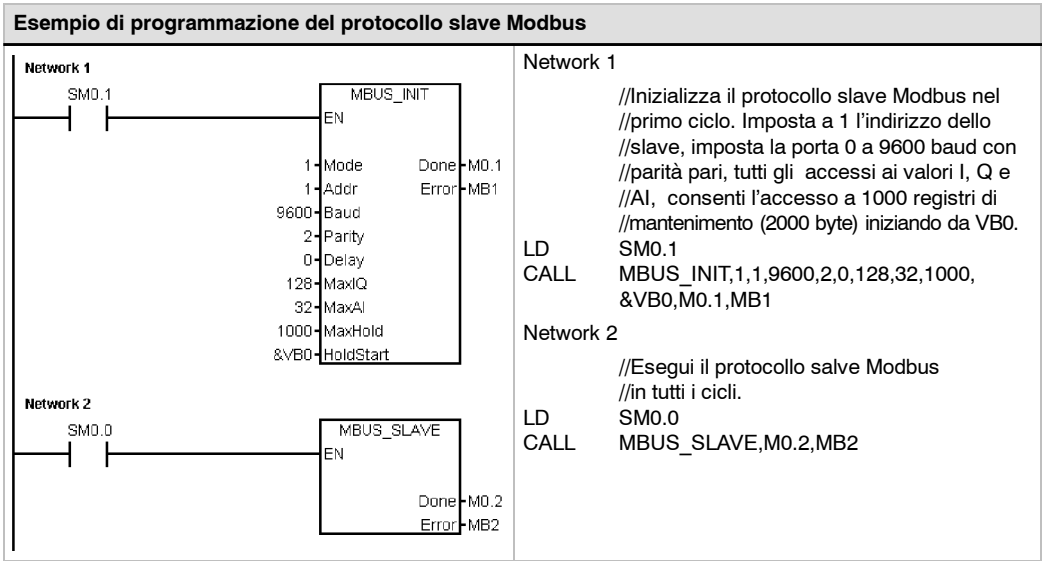 Esempio di programmazione del protocollo slave Modbus
Network 1
SM0.1
MBUS_INIT
EN
1 Mode Done M0.1
1 Addr Error MB1
9600 Baud
2 Parity
0 Delay
128 MaxIQ
32 MaxAI
1000 MaxHold
&VB0 HoldStart
Network 2
SM0.0
MBUS_SLAVE
EN
Done M0.2
Error MB2
Network 1
//Inizializza il protocollo slave Modbus nel
//primo ciclo. Imposta a 1 l'indirizzo dello
//slave, imposta la porta 0 a 9600 baud con
//parità pari, tutti gli accessi ai valori I, Q e
//AI, consenti l'accesso a 1000 registri di
//mantenimento (2000 byte) iniziando da VB0.
LD SM0.1
CALL MBUS_INIT,1,1,9600,2,0,128,32,1000,
&VB0,M0.1,MB1
Network 2
//Esegui il protocollo salve Modbus
//in tutti i cicli.
LD SM0.0
CALL MBUS_SLAVE,M0.2,MB2